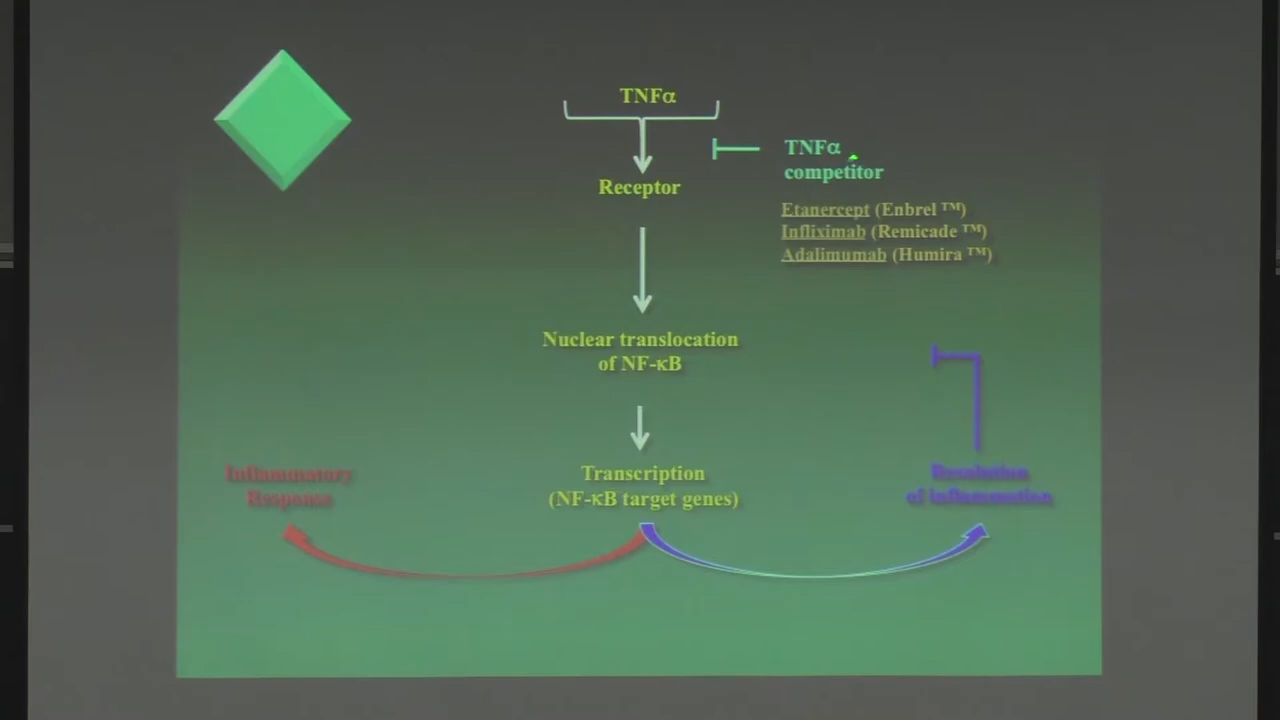 TNFα
TNFα
competitor
Receptor
Etanercept (Enbrel ™)
Infliximab (Remicade ™)
Adalimumab (Humira ™)
Nuclear translocation
of NF-κB
Inflammatory
Response
Transcription
(NF-κB target genes)
Resolution
of inflammation